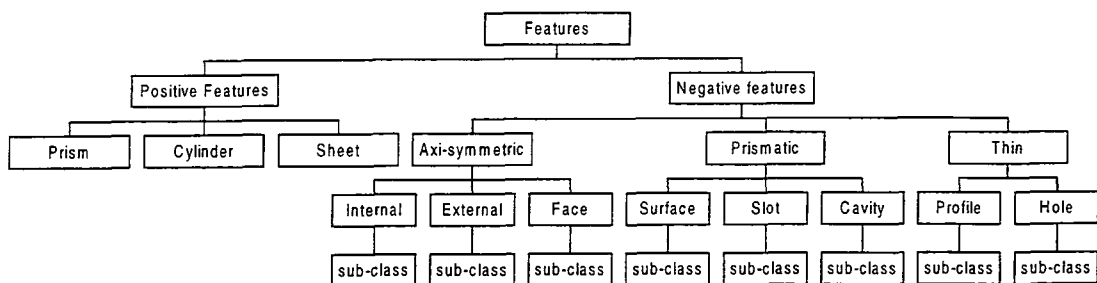 Features
Positive Features
Negative features
Prism
Cylinder
Sheet
Axi-symmetric
Prismatic
Thin
Internal
External
Face
Surface
Slot
Cavity
Profile
Hole
sub-class
sub-class
sub-class
sub-class
sub-class
sub-class
sub-class
sub-class